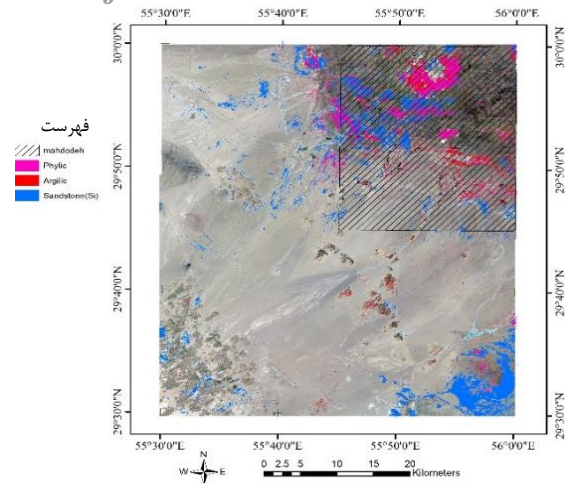 55°30'0"E 55°40'0"E 55°50'0"E 56°0'0"E
30°0'0"N
30°0'0"N
فهرست
mahdodeh
Phylic
Argilic
Sandstone(Si)
29°50'0"N
29°50'0"N
29°40'0"N
29°40'0"N
29°30'0"N
29°30'0"N
55°30'0"E 55°40'0"E 55°50'0"E 56°0'0"E
N
W E
S
0 2.5 5 10 15 20
Kilometers